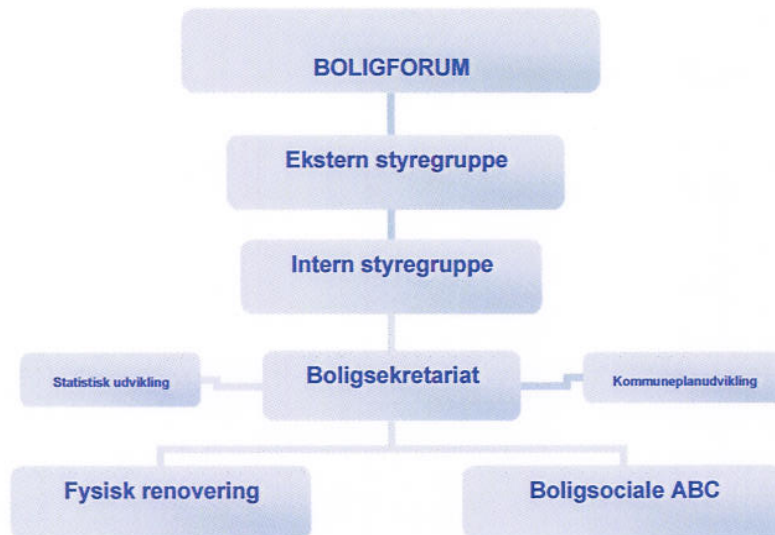 BOLIGFORUM
Ekstern styregruppe
Intern styregruppe
Statistisk udvikling
Boligsekretariat
Kommuneplanudvikling
Fysisk renovering
Boligsociale ABC